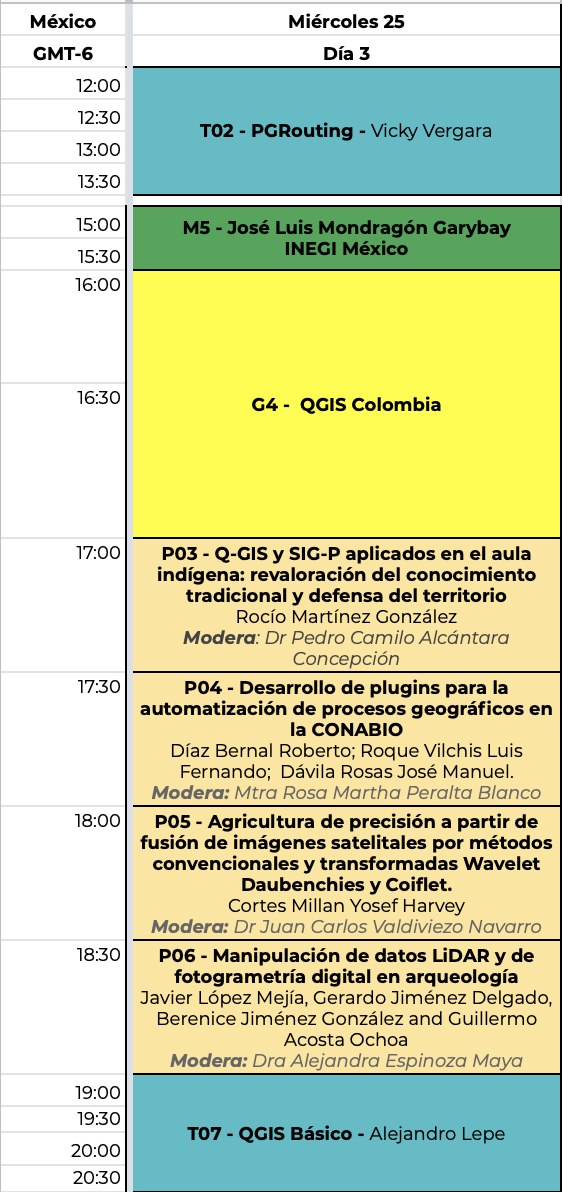 México
Miércoles 25
GMT-6
Día 3
12:00
12:30
13:00
13:30
T02 - PGRouting - Vicky Vergara
15:00
15:30
M5 - José Luis Mondragón Garybay
INEGI México
16:00
16:30
G4 -  QGIS Colombia
17:00
P03 - Q-GIS y SIG-P aplicados en el aula
indígena: revaloración del conocimiento
tradicional y defensa del territorio
Rocío Martínez González
Modera: Dr Pedro Camilo Alcántara
Concepción
17:30
P04 - Desarrollo de plugins para la
automatización de procesos geográficos en
la CONABIO
Díaz Bernal Roberto; Roque Vilchis Luis
Fernando;  Dávila Rosas José Manuel.
Modera: Mtra Rosa Martha Peralta Blanco
18:00
P05 - Agricultura de precisión a partir de
fusión de imágenes satelitales por métodos
convencionales y transformadas Wavelet
Daubenchies y Coiflet.
Cortes Millan Yosef Harvey
Modera: Dr Juan Carlos Valdiviezo Navarro
18:30
P06 - Manipulación de datos LiDAR y de
fotogrametría digital en arqueología
Javier López Mejía, Gerardo Jiménez Delgado,
Berenice Jiménez González and Guillermo
Acosta Ochoa
Modera: Dra Alejandra Espinoza Maya
19:00
19:30
20:00
20:30
T07 - QGIS Básico - Alejandro Lepe